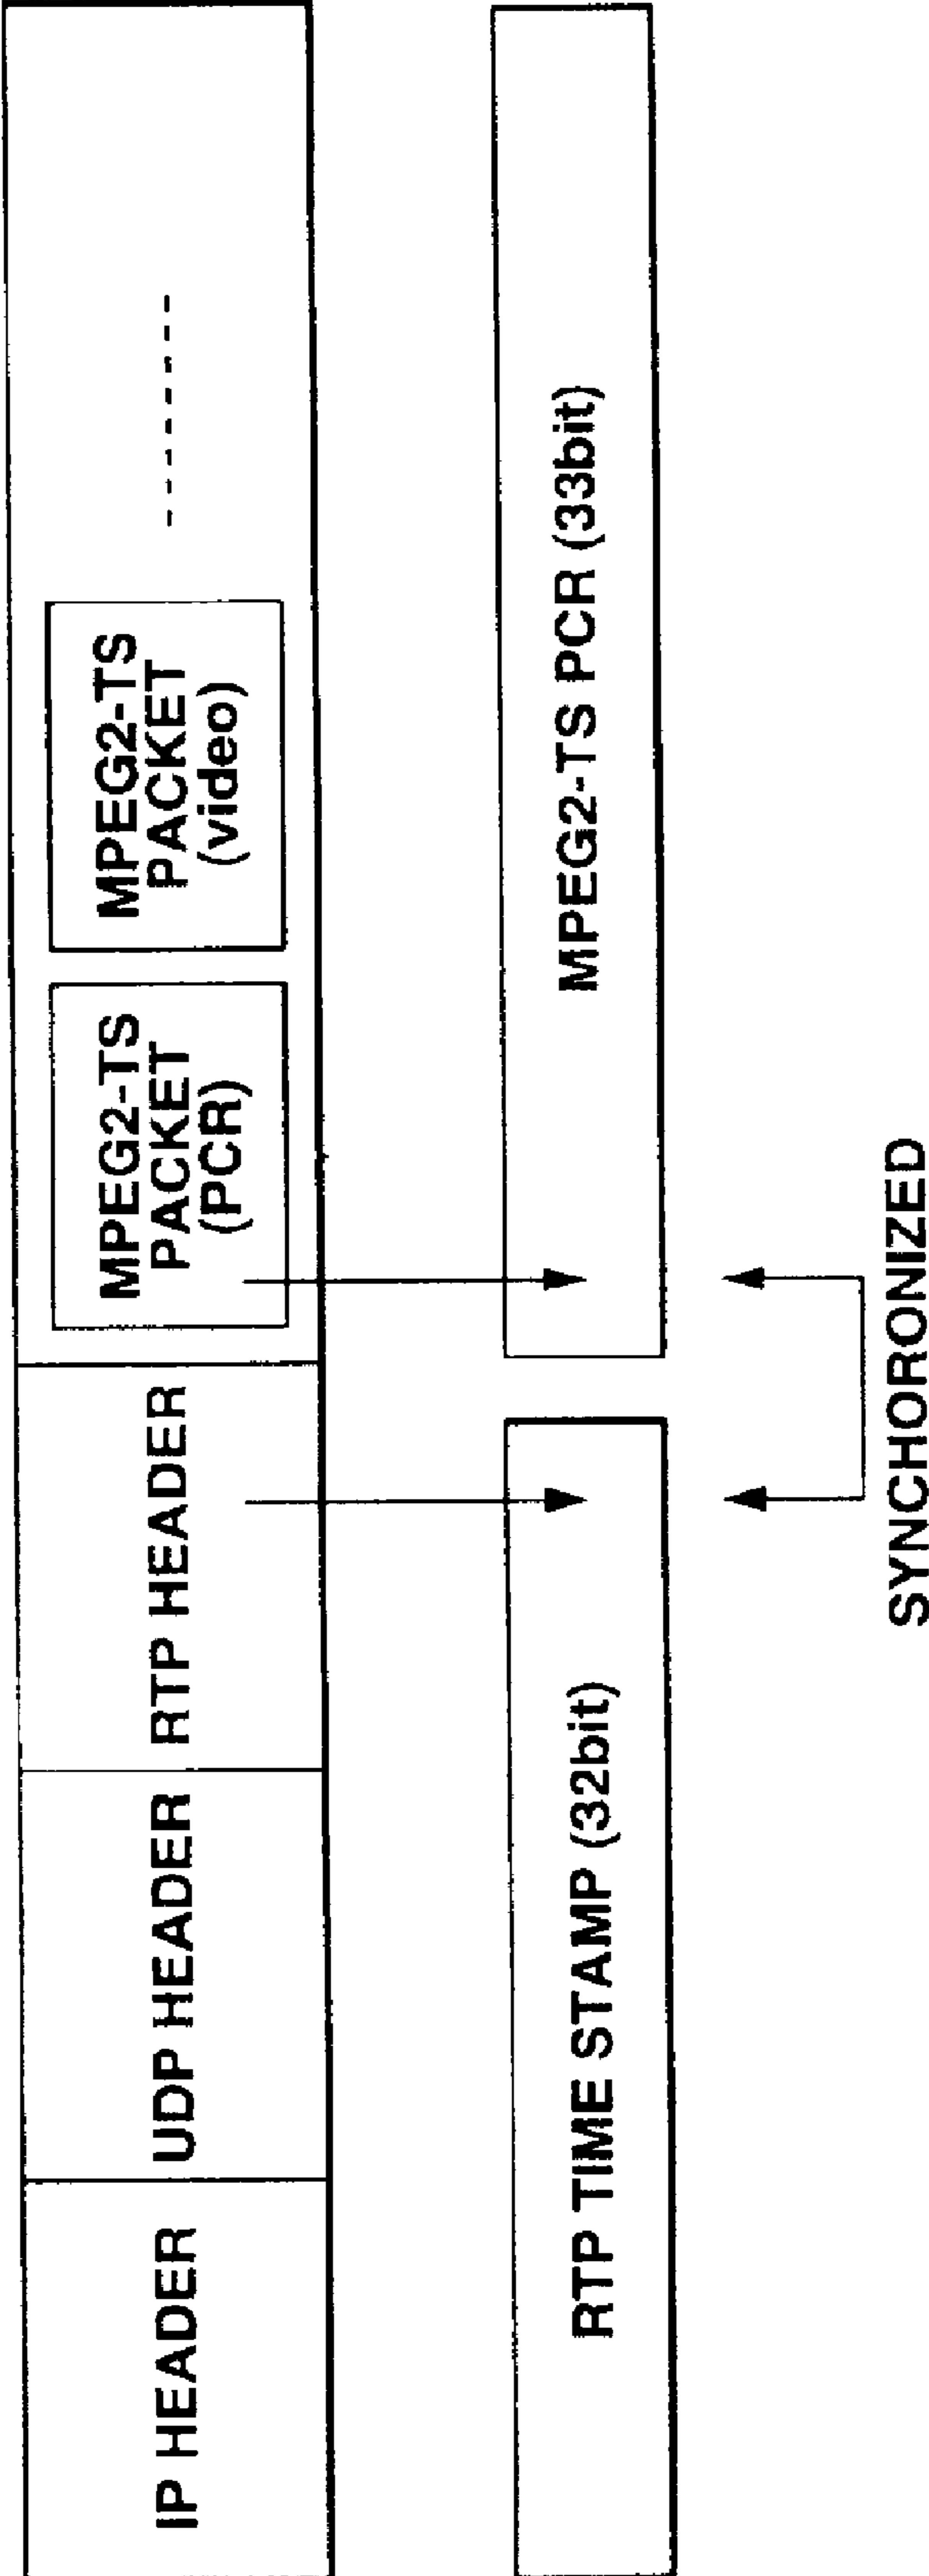 IP HEADER
UDP HEADER
RTP HEADER
MPEG2-TS
PACKET
(PCR)
MPEG2-TS
PACKET
(video)
RTP TIME STAMP (32bit)
MPEG2-TS PCR (33bit)
SYNCHORONIZED